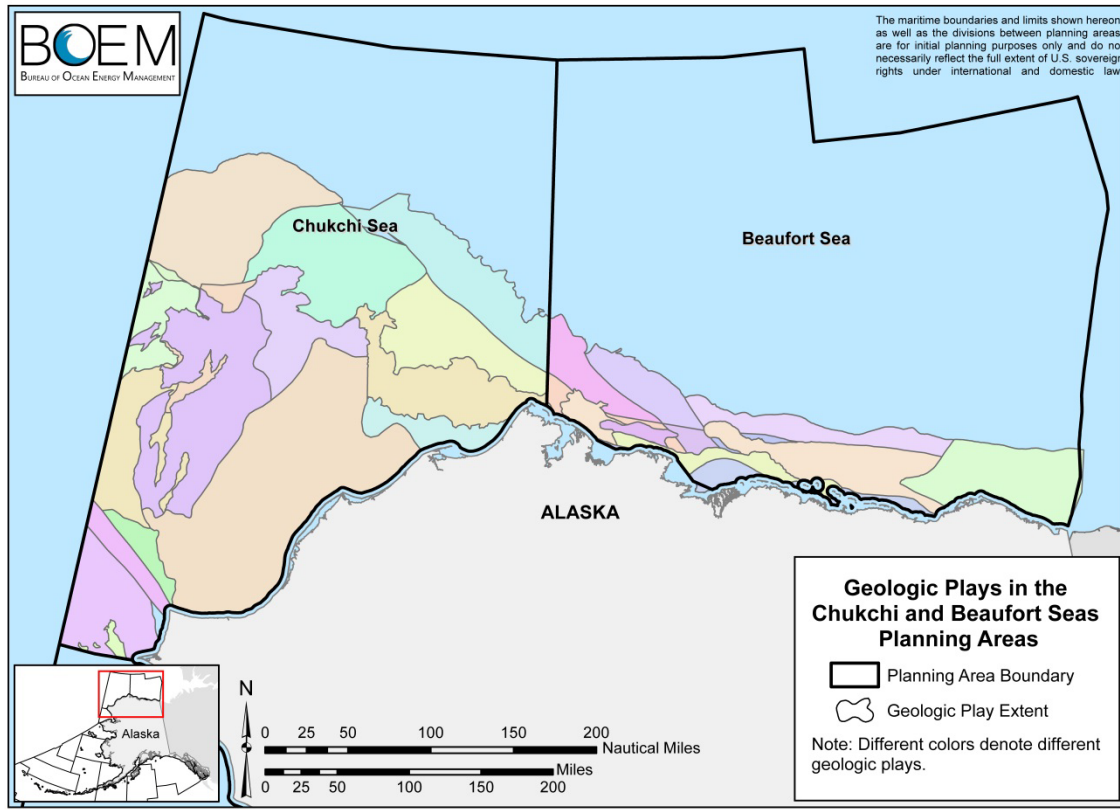 BOEM
BUREAU OF OCEAN ENERGY MANAGEMENT
The maritime boundaries and limits shown hereon
as well as the divisions between planning areas
are for initial planning purposes only and do no
necessarily reflect the full extent of U.S. sovereign
rights under international and domestic law
Chukchi Sea
Beaufort Sea
ALASKA
Geologic Plays in the
Chukchi and Beaufort Seas
Planning Areas
Planning Area Boundary
Geologic Play Extent
Note: Different colors denote different
geologic plays.
Alaska
N
0 25 50 100 150 200
Nautical Miles
Miles
0 25 50 100 150 200